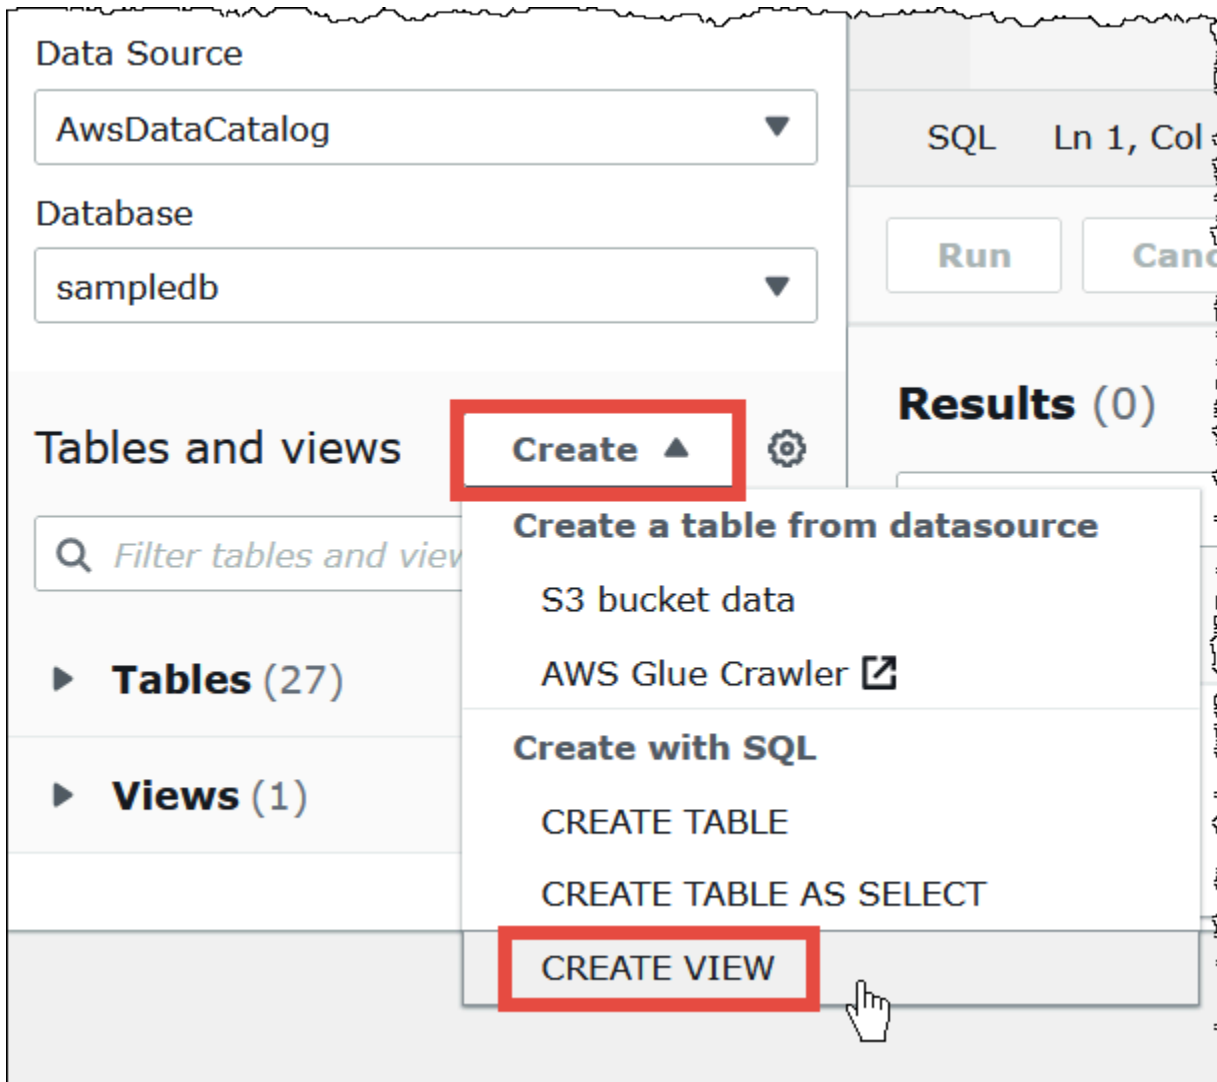 Data Source
AwsDataCatalog
SQL Ln 1, Col
Database
sampledb
Run
Results (0)
Tables and views
Create
Create a table from datasource
Filter tables and
S3 bucket data
AWS Glue Crawler
Tables (27)
Create with SQL
Views (1)
CREATE TABLE
CREATE TABLE AS SELECT
CREATE VIEW